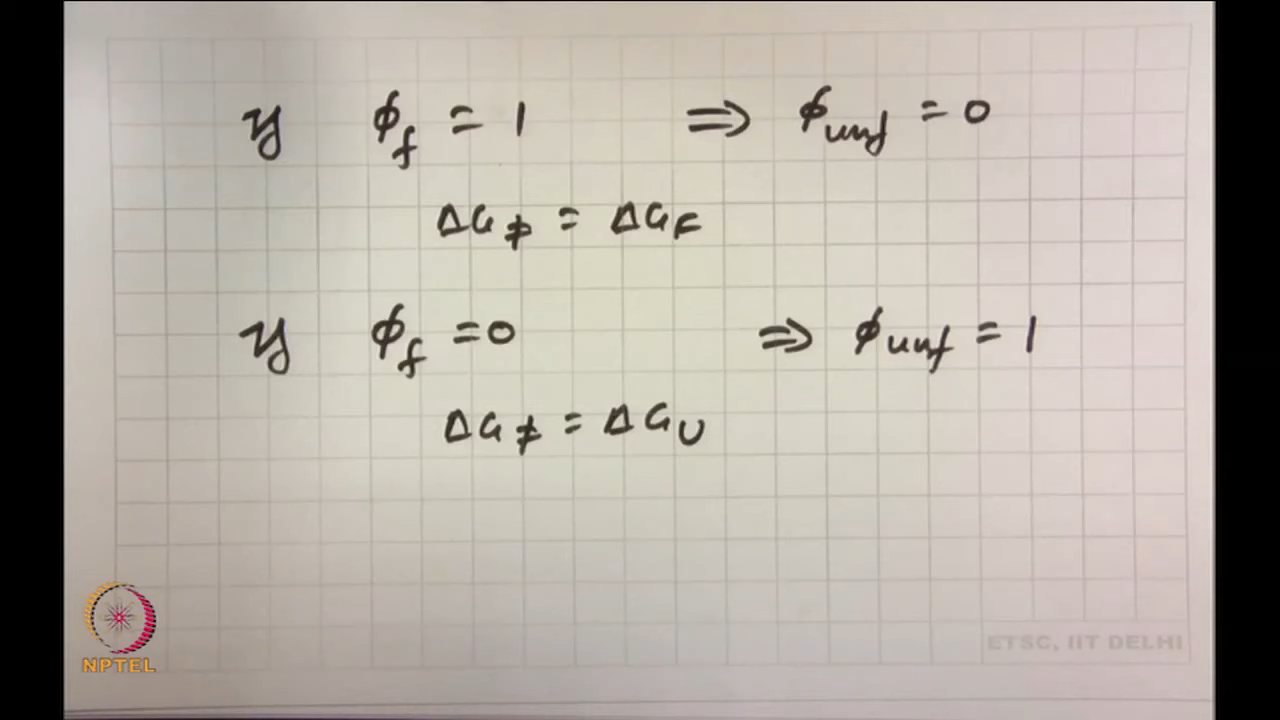 if ϕf = 1 ⇒ ϕunf = 0
ΔG≠ = ΔGF
if ϕf = 0 ⇒ ϕunf = 1
ΔG≠ = ΔGU
NPTEL
ETSC, IIT DELHI